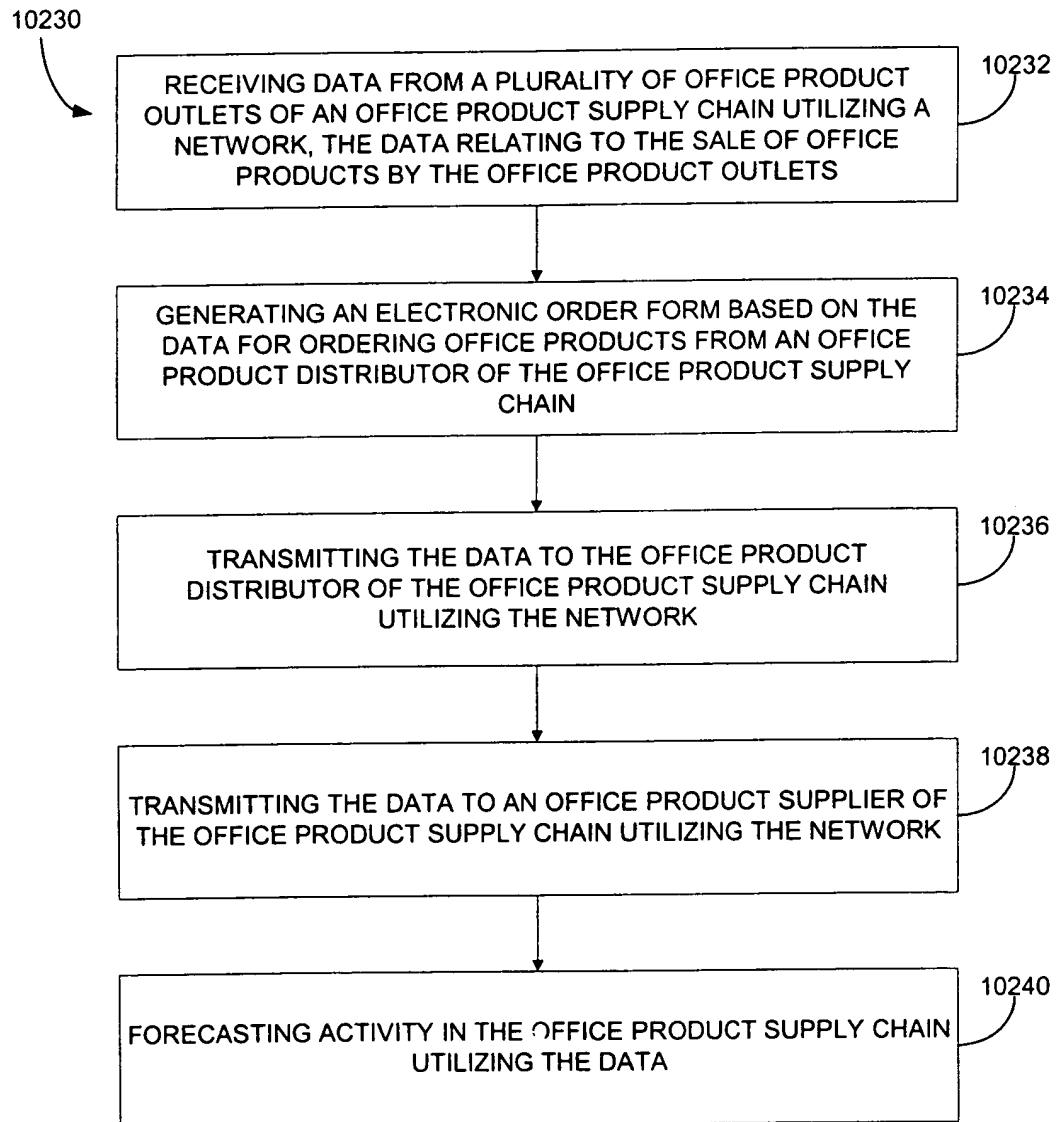 10230
RECEIVING DATA FROM A PLURALITY OF OFFICE PRODUCT
OUTLETS OF AN OFFICE PRODUCT SUPPLY CHAIN UTILIZING A
NETWORK, THE DATA RELATING TO THE SALE OF OFFICE
PRODUCTS BY THE OFFICE PRODUCT OUTLETS
10232
GENERATING AN ELECTRONIC ORDER FORM BASED ON THE
DATA FOR ORDERING OFFICE PRODUCTS FROM AN OFFICE
PRODUCT DISTRIBUTOR OF THE OFFICE PRODUCT SUPPLY
CHAIN
10234
TRANSMITTING THE DATA TO THE OFFICE PRODUCT
DISTRIBUTOR OF THE OFFICE PRODUCT SUPPLY CHAIN
UTILIZING THE NETWORK
10236
TRANSMITTING THE DATA TO AN OFFICE PRODUCT SUPPLIER OF
THE OFFICE PRODUCT SUPPLY CHAIN UTILIZING THE NETWORK
10238
FORECASTING ACTIVITY IN THE OFFICE PRODUCT SUPPLY CHAIN
UTILIZING THE DATA
10240